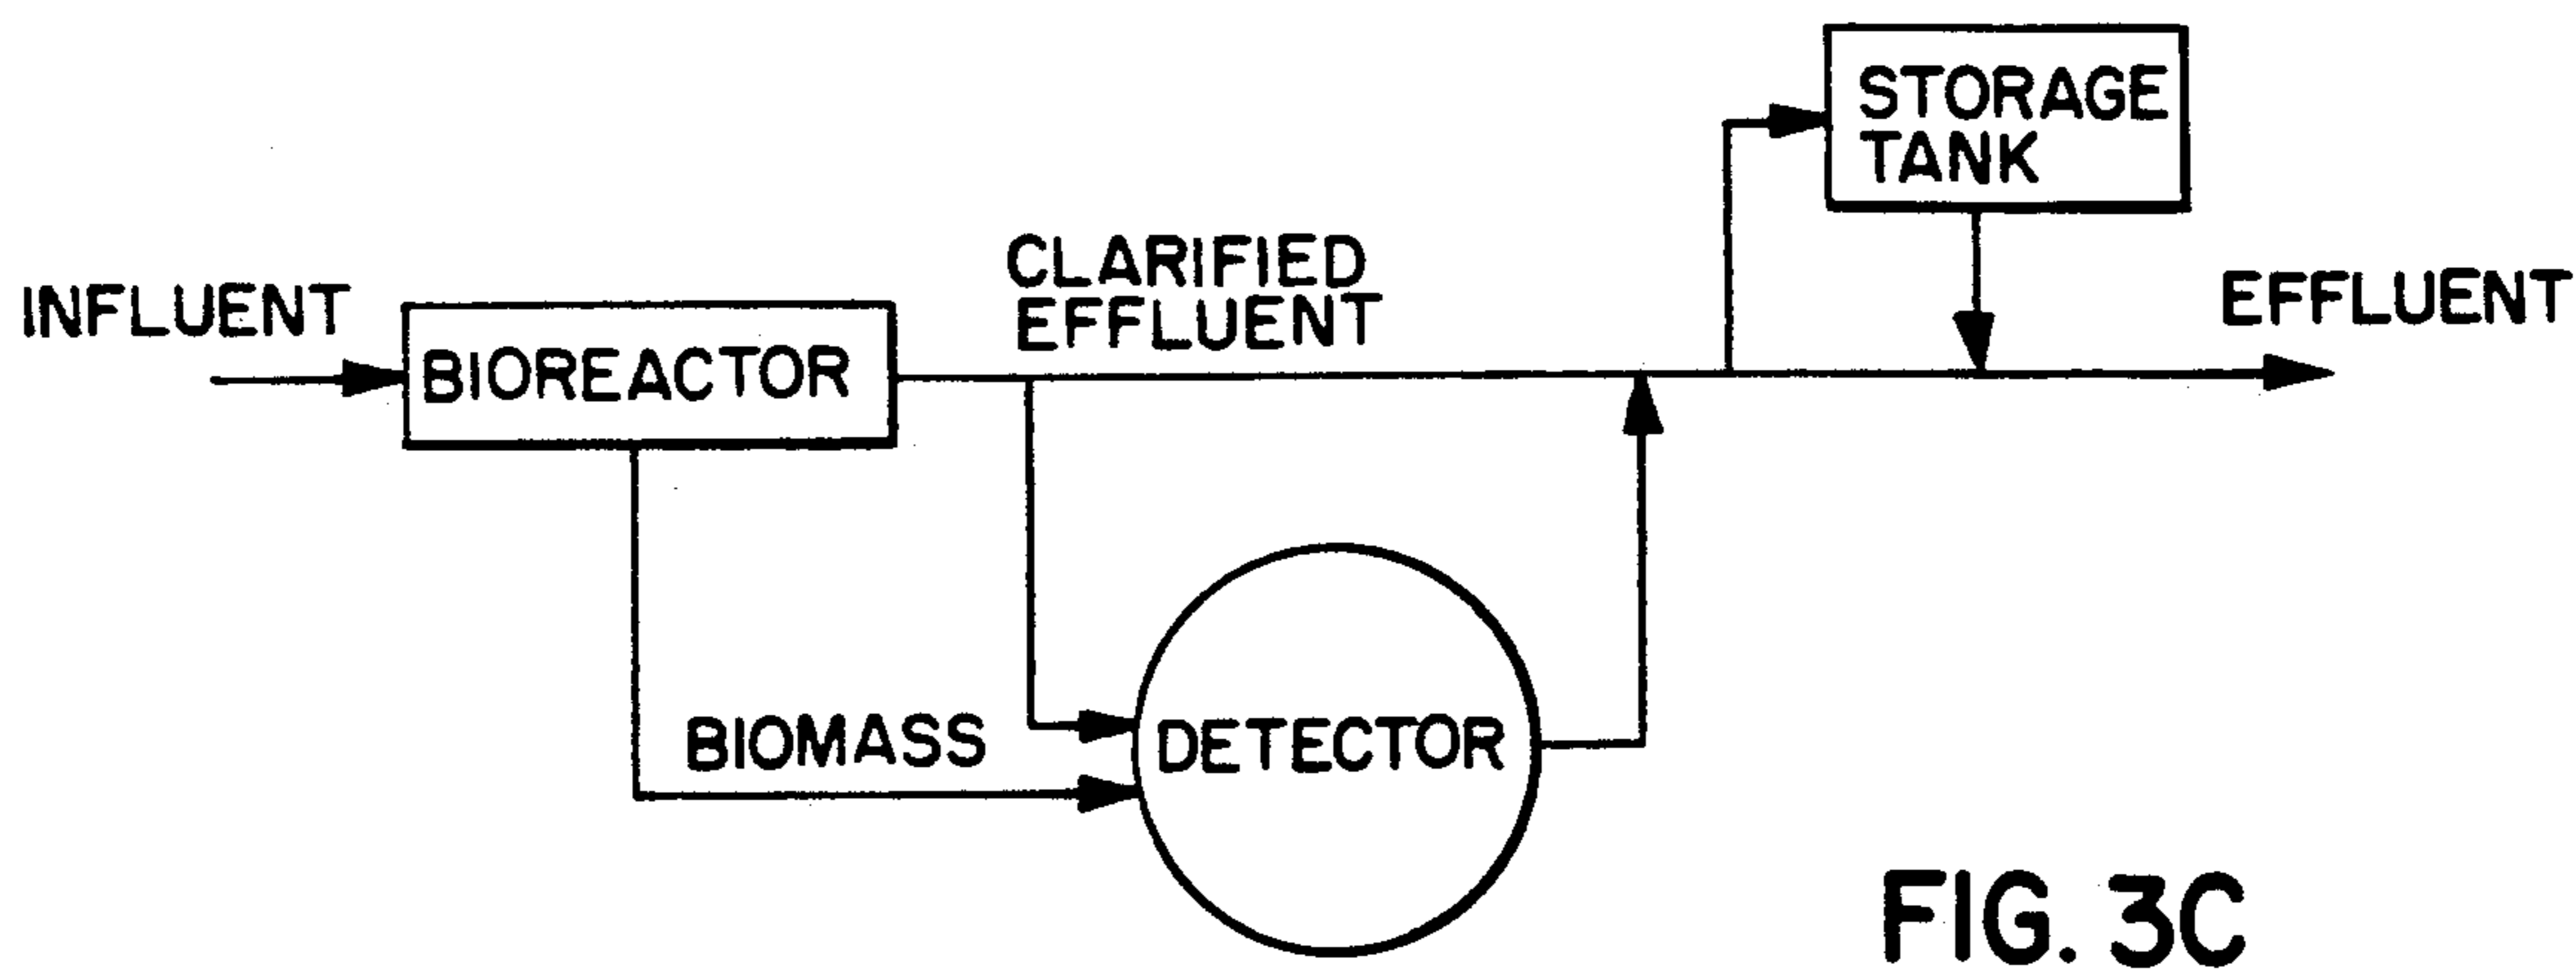 STORAGE
TANK
CLARIFIED
EFFLUENT
INFLUENT
EFFLUENT
BIOREACTOR
BIOMASS
DETECTOR
FIG. 3C